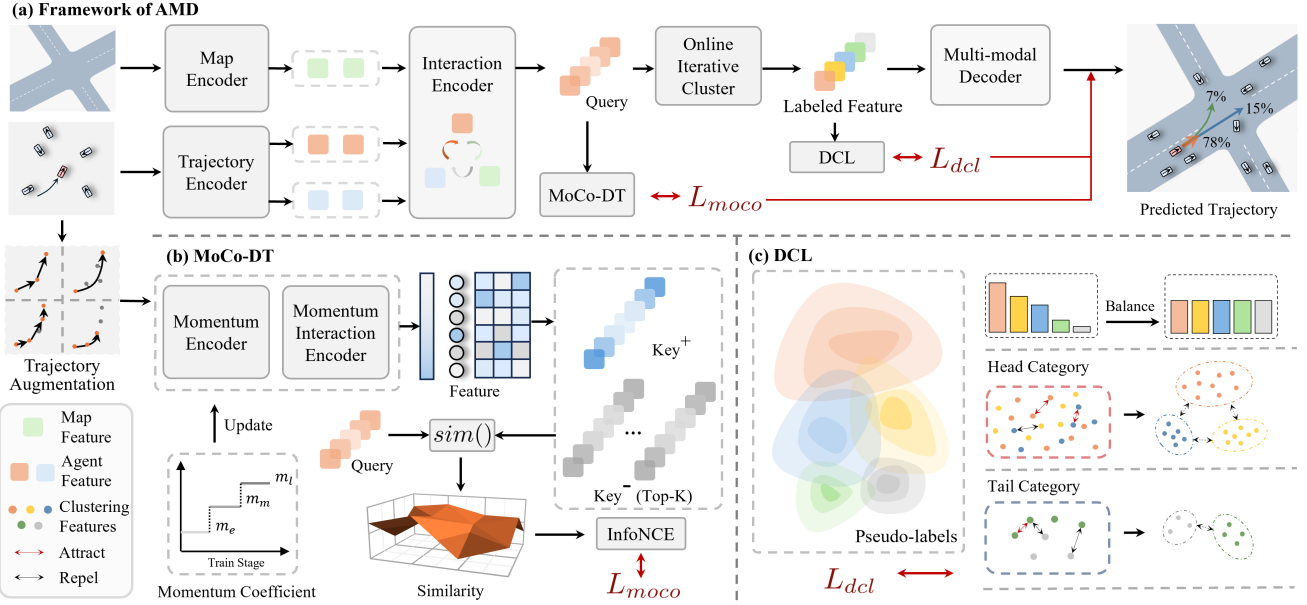 (a) Framework of AMD
Map
Encoder
Trajectory
Encoder
Interaction
Encoder
Query
Online
Iterative
Cluster
Labeled Feature
Multi-modal
Decoder
MoCo-DT
L_moco
DCL
L_dcl
7%
15%
78%
Predicted Trajectory
Trajectory
Augmentation
(b) MoCo-DT
Momentum
Encoder
Momentum
Interaction
Encoder
Feature
Key+
Key- (Top-K)
...
Update
Query
sim()
m_e
m_m
m_l
Train Stage
Momentum Coefficient
Similarity
InfoNCE
L_moco
Map
Feature
Agent
Feature
Clustering
Features
Attract
Repel
(c) DCL
Pseudo-labels
L_dcl
Balance
Head Category
Tail Category